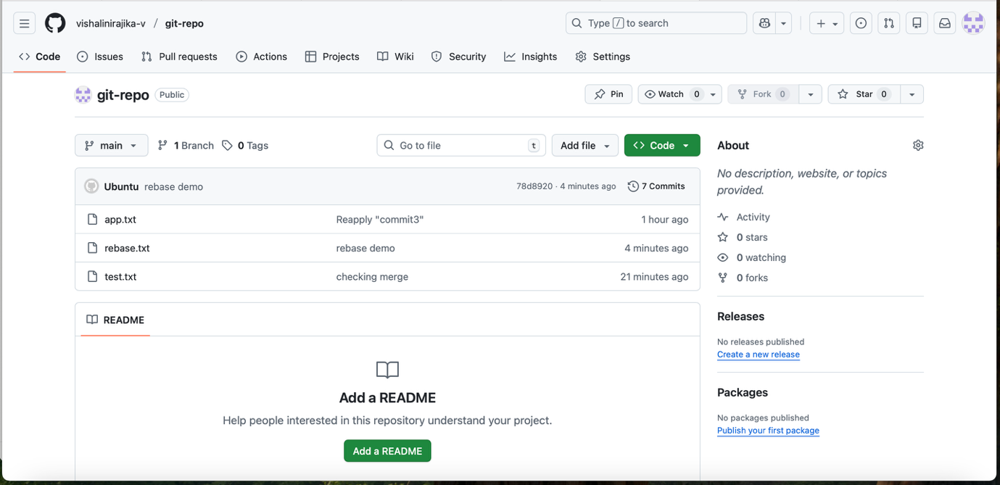 vishalinirajika-v / git-repo
Type / to search
Code Issues Pull requests Actions Projects Wiki Security Insights Settings
git-repo Public
Pin Watch 0 Fork 0 Star 0
main 1 Branch 0 Tags Go to file t Add file Code
Ubuntu rebase demo 78d8920 · 4 minutes ago 7 Commits
app.txt Reapply "commit3" 1 hour ago
rebase.txt rebase demo 4 minutes ago
test.txt checking merge 21 minutes ago
README
Add a README
Help people interested in this repository understand your project.
Add a README
About
No description, website, or topics
provided.
Activity
0 stars
0 watching
0 forks
Releases
No releases published
Create a new release
Packages
No packages published
Publish your first package